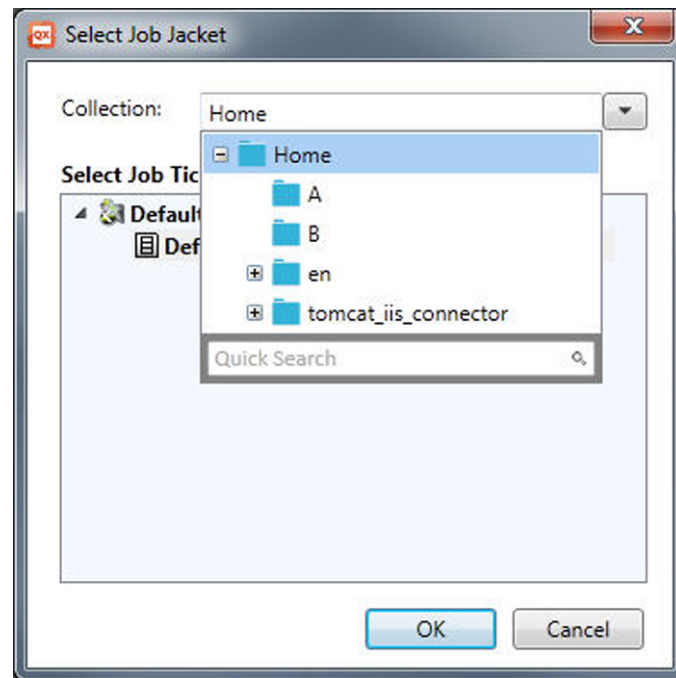 QX Select Job Jacket
Collection: Home
Home
Select Job Tic
A
Default
B
Def
en
tomcat_iis_connector
Quick Search
OK Cancel